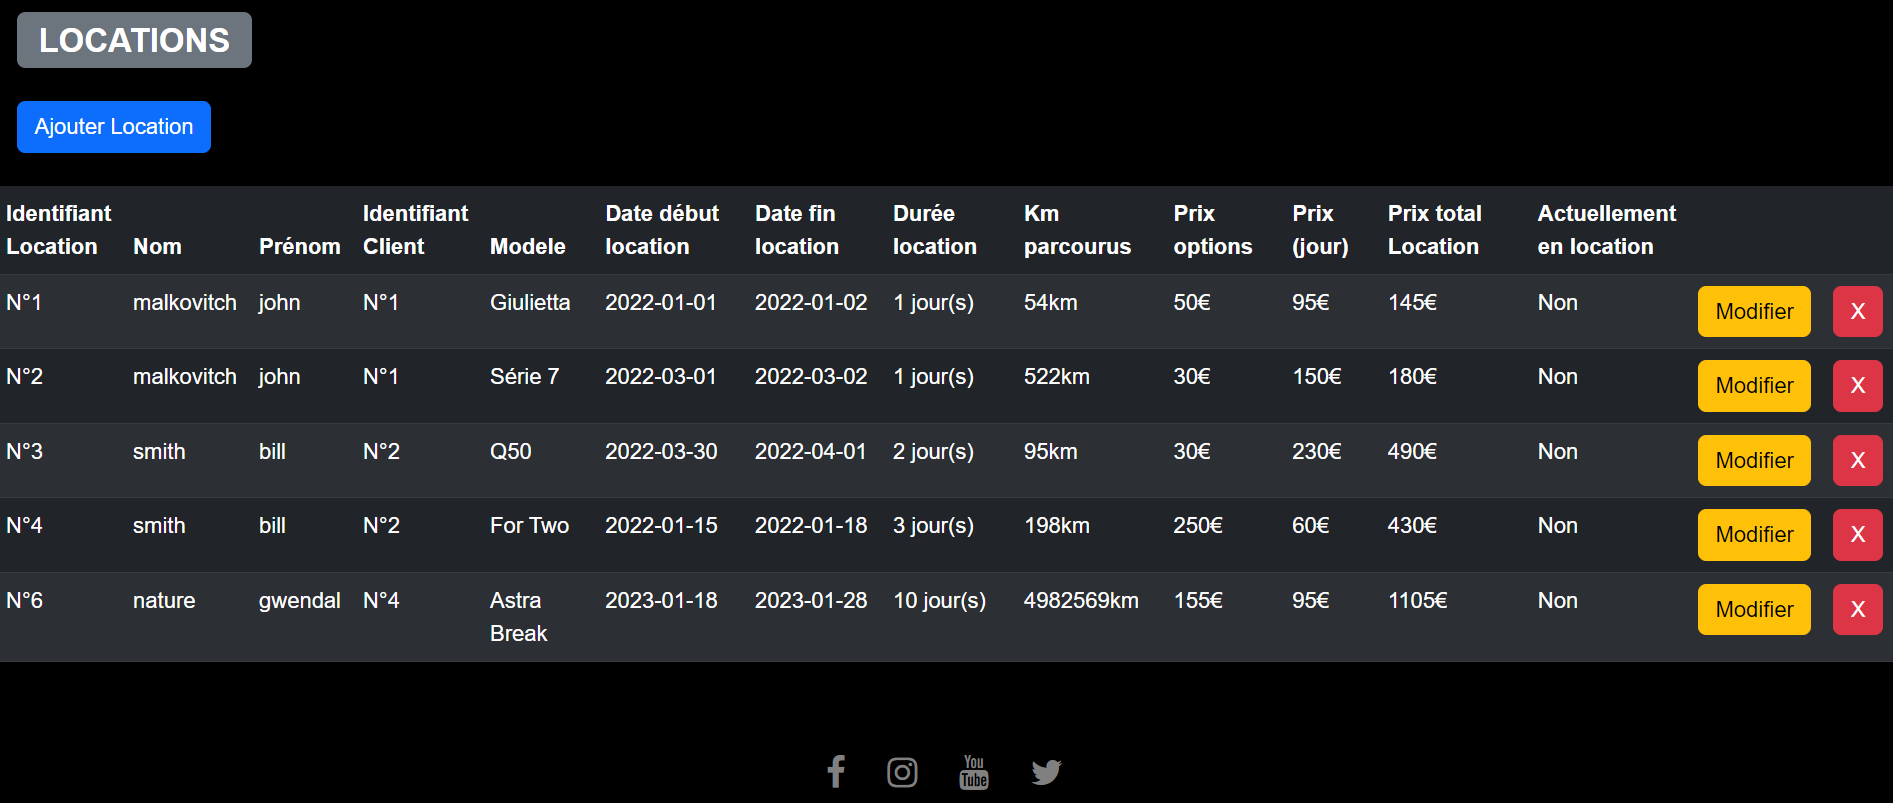 LOCATIONS
Ajouter Location
Identifiant Location Nom Prénom Identifiant Client Modele Date début location Date fin location Durée location Km parcourus Prix options Prix (jour) Prix total Location Actuellement en location
N°1 malkovitch john N°1 Giulietta 2022-01-01 2022-01-02 1 jour(s) 54km 50€ 95€ 145€ Non Modifier X
N°2 malkovitch john N°1 Série 7 2022-03-01 2022-03-02 1 jour(s) 522km 30€ 150€ 180€ Non Modifier X
N°3 smith bill N°2 Q50 2022-03-30 2022-04-01 2 jour(s) 95km 30€ 230€ 490€ Non Modifier X
N°4 smith bill N°2 For Two 2022-01-15 2022-01-18 3 jour(s) 198km 250€ 60€ 430€ Non Modifier X
N°6 nature gwendal N°4 Astra Break 2023-01-18 2023-01-28 10 jour(s) 4982569km 155€ 95€ 1105€ Non Modifier X
You
Tube